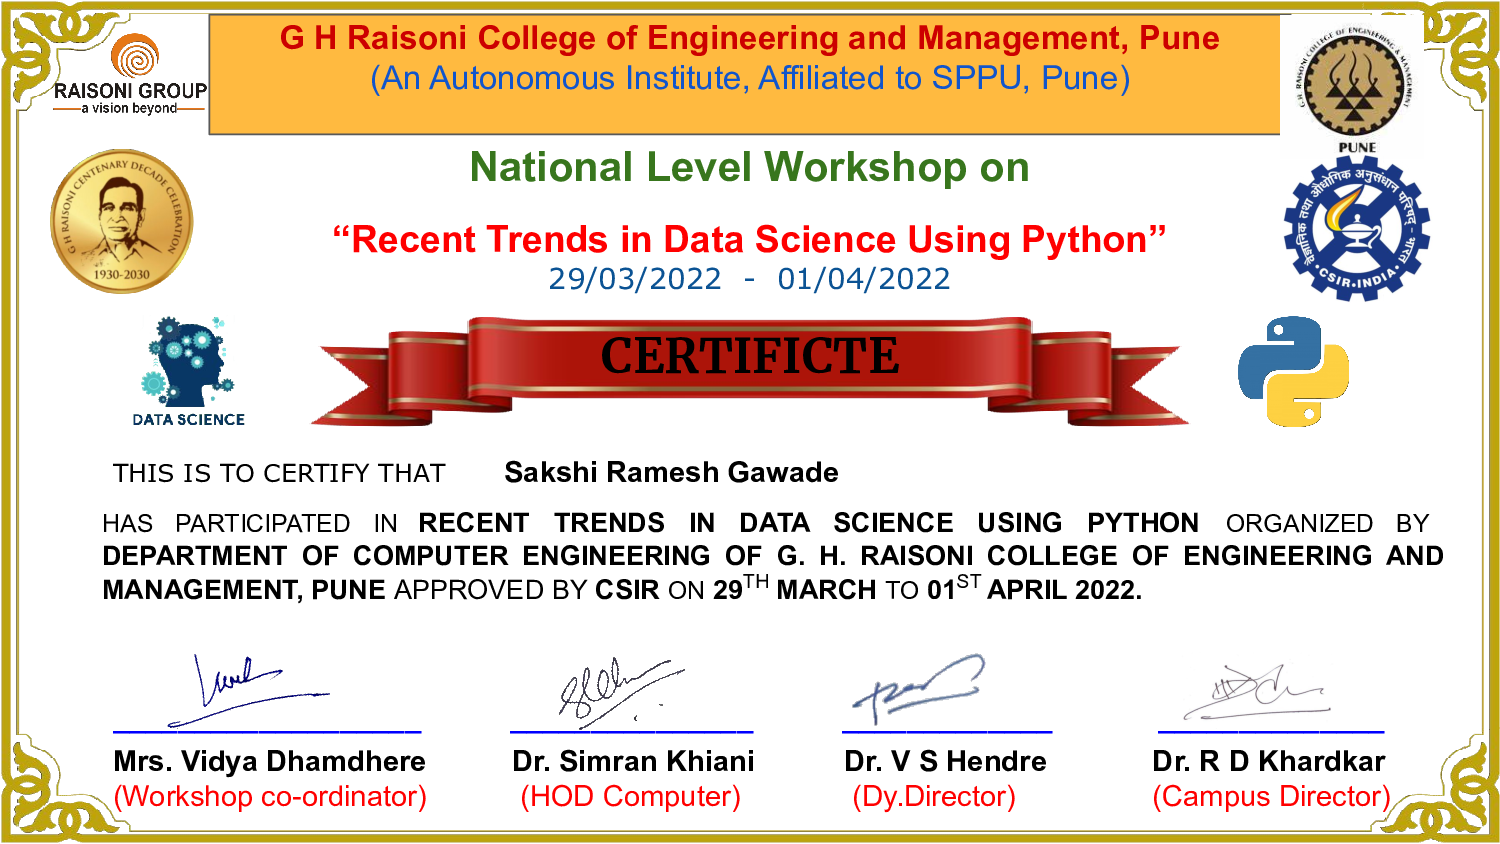 G H Raisoni College of Engineering and Management, Pune
(An Autonomous Institute, Affiliated to SPPU, Pune)
RAISONI GROUP
a vision beyond
G H RAISONI COLLEGE OF ENGINEERING & MANAGEMENT
PUNE
National Level Workshop on
“Recent Trends in Data Science Using Python”
29/03/2022 - 01/04/2022
G H RAISONI CENTENARY DECADE CELEBRATION
1930-2030
वैज्ञानिक तथा औद्योगिक अनुसंधान परिषद - भारत
CSIR-INDIA
DATA SCIENCE
CERTIFICTE
THIS IS TO CERTIFY THAT Sakshi Ramesh Gawade
HAS PARTICIPATED IN RECENT TRENDS IN DATA SCIENCE USING PYTHON ORGANIZED BY
DEPARTMENT OF COMPUTER ENGINEERING OF G. H. RAISONI COLLEGE OF ENGINEERING AND
MANAGEMENT, PUNE APPROVED BY CSIR ON 29TH MARCH TO 01ST APRIL 2022.
Mrs. Vidya Dhamdhere
(Workshop co-ordinator)
Dr. Simran Khiani
(HOD Computer)
Dr. V S Hendre
(Dy.Director)
Dr. R D Khardkar
(Campus Director)